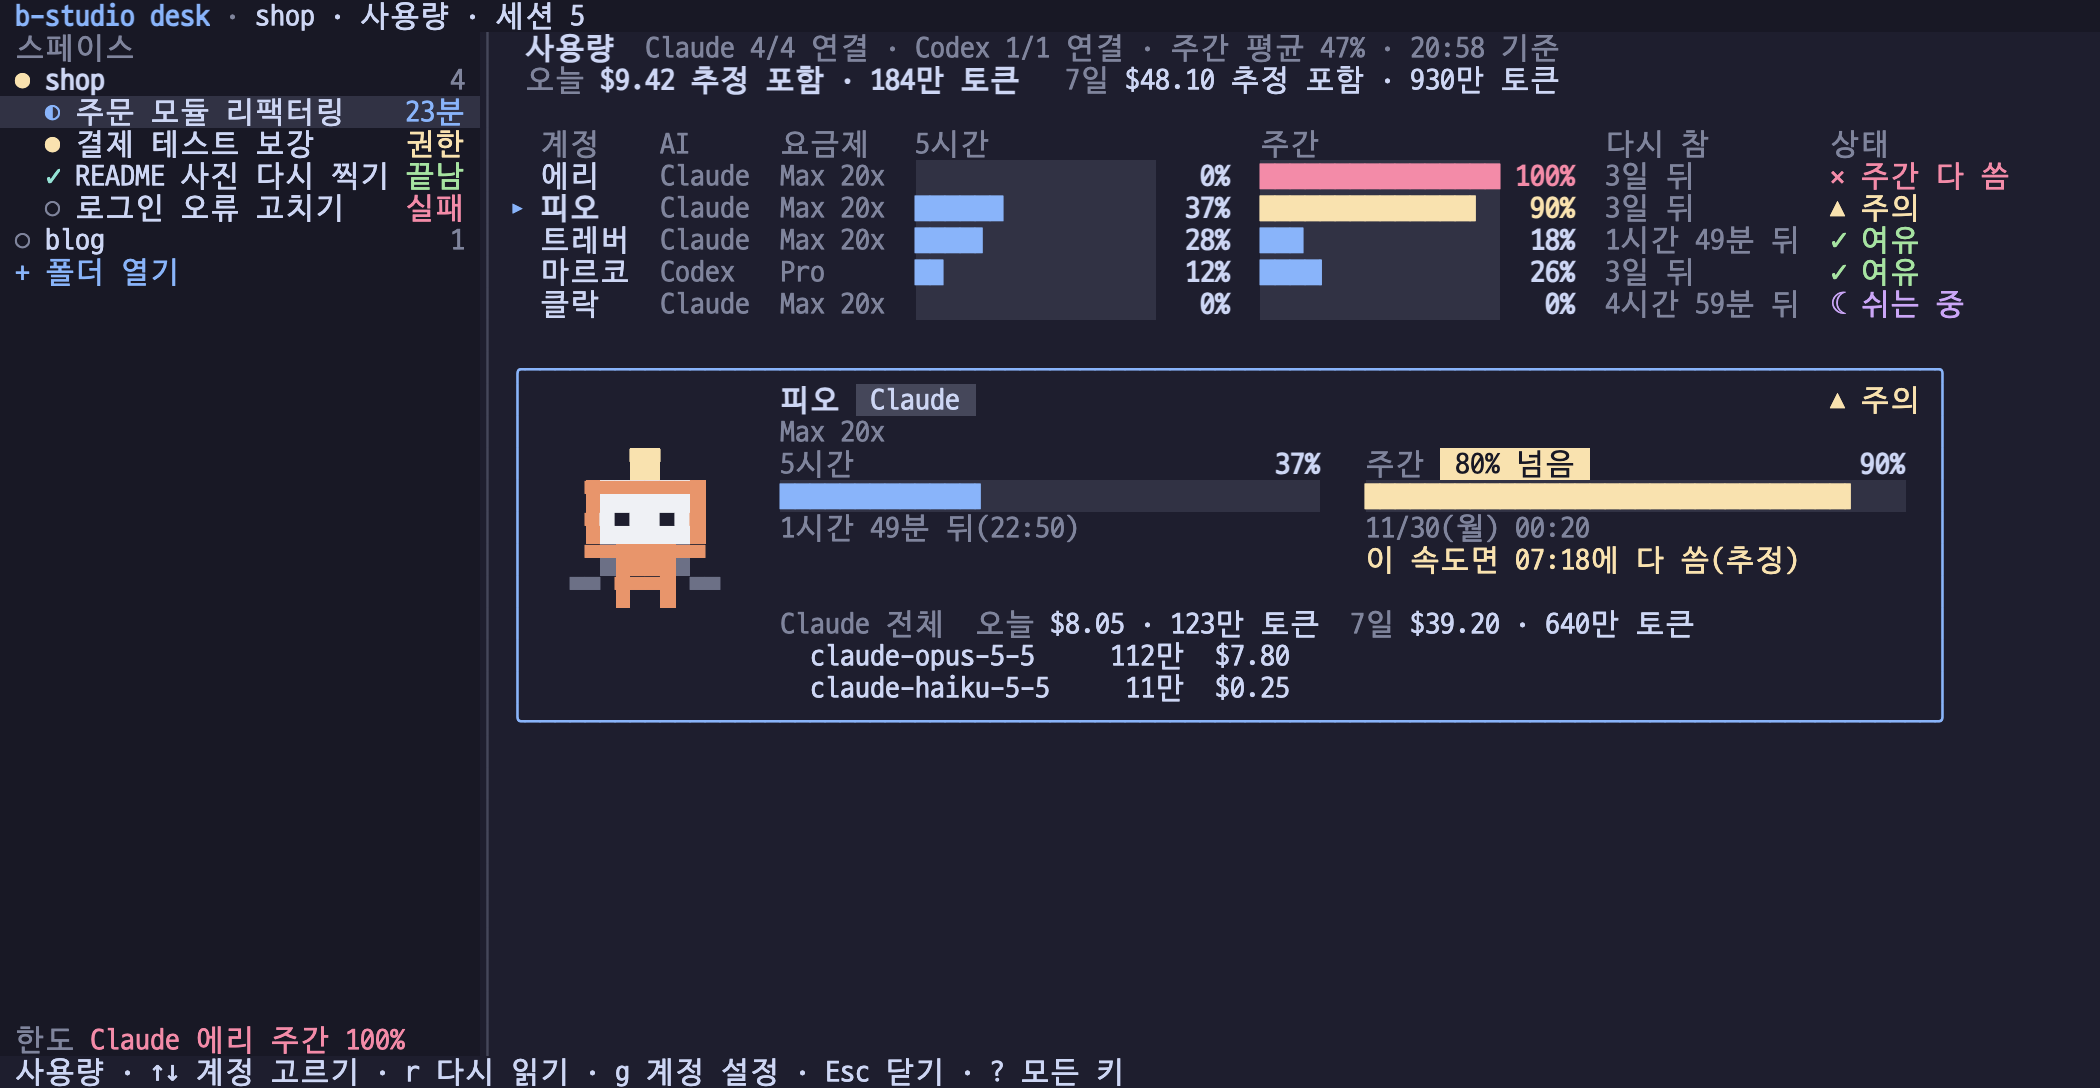 b-studio desk · shop · 사용량 · 세션 5
스페이스
● shop 4
◐ 주문 모듈 리팩터링 23분
● 결제 테스트 보강 권한
✓ README 사진 다시 찍기 끝남
○ 로그인 오류 고치기 실패
○ blog 1
+ 폴더 열기
한도 Claude 에리 주간 100%
사용량 Claude 4/4 연결 · Codex 1/1 연결 · 주간 평균 47% · 20:58 기준
오늘 $9.42 추정 포함 · 184만 토큰 7일 $48.10 추정 포함 · 930만 토큰
계정 AI 요금제 5시간 주간 다시 참 상태
에리 Claude Max 20x 0% 100% 3일 뒤 × 주간 다 씀
▸ 피오 Claude Max 20x 37% 90% 3일 뒤 ▲ 주의
트레버 Claude Max 20x 28% 18% 1시간 49분 뒤 ✓ 여유
마르코 Codex Pro 12% 26% 3일 뒤 ✓ 여유
클락 Claude Max 20x 0% 0% 4시간 59분 뒤 ☾ 쉬는 중
피오 Claude ▲ 주의
Max 20x
5시간 37% 주간 80% 넘음 90%
1시간 49분 뒤(22:50) 11/30(월) 00:20
이 속도면 07:18에 다 씀(추정)
Claude 전체 오늘 $8.05 · 123만 토큰 7일 $39.20 · 640만 토큰
claude-opus-5-5 112만 $7.80
claude-haiku-5-5 11만 $0.25
사용량 · ↑↓ 계정 고르기 · r 다시 읽기 · g 계정 설정 · Esc 닫기 · ? 모든 키